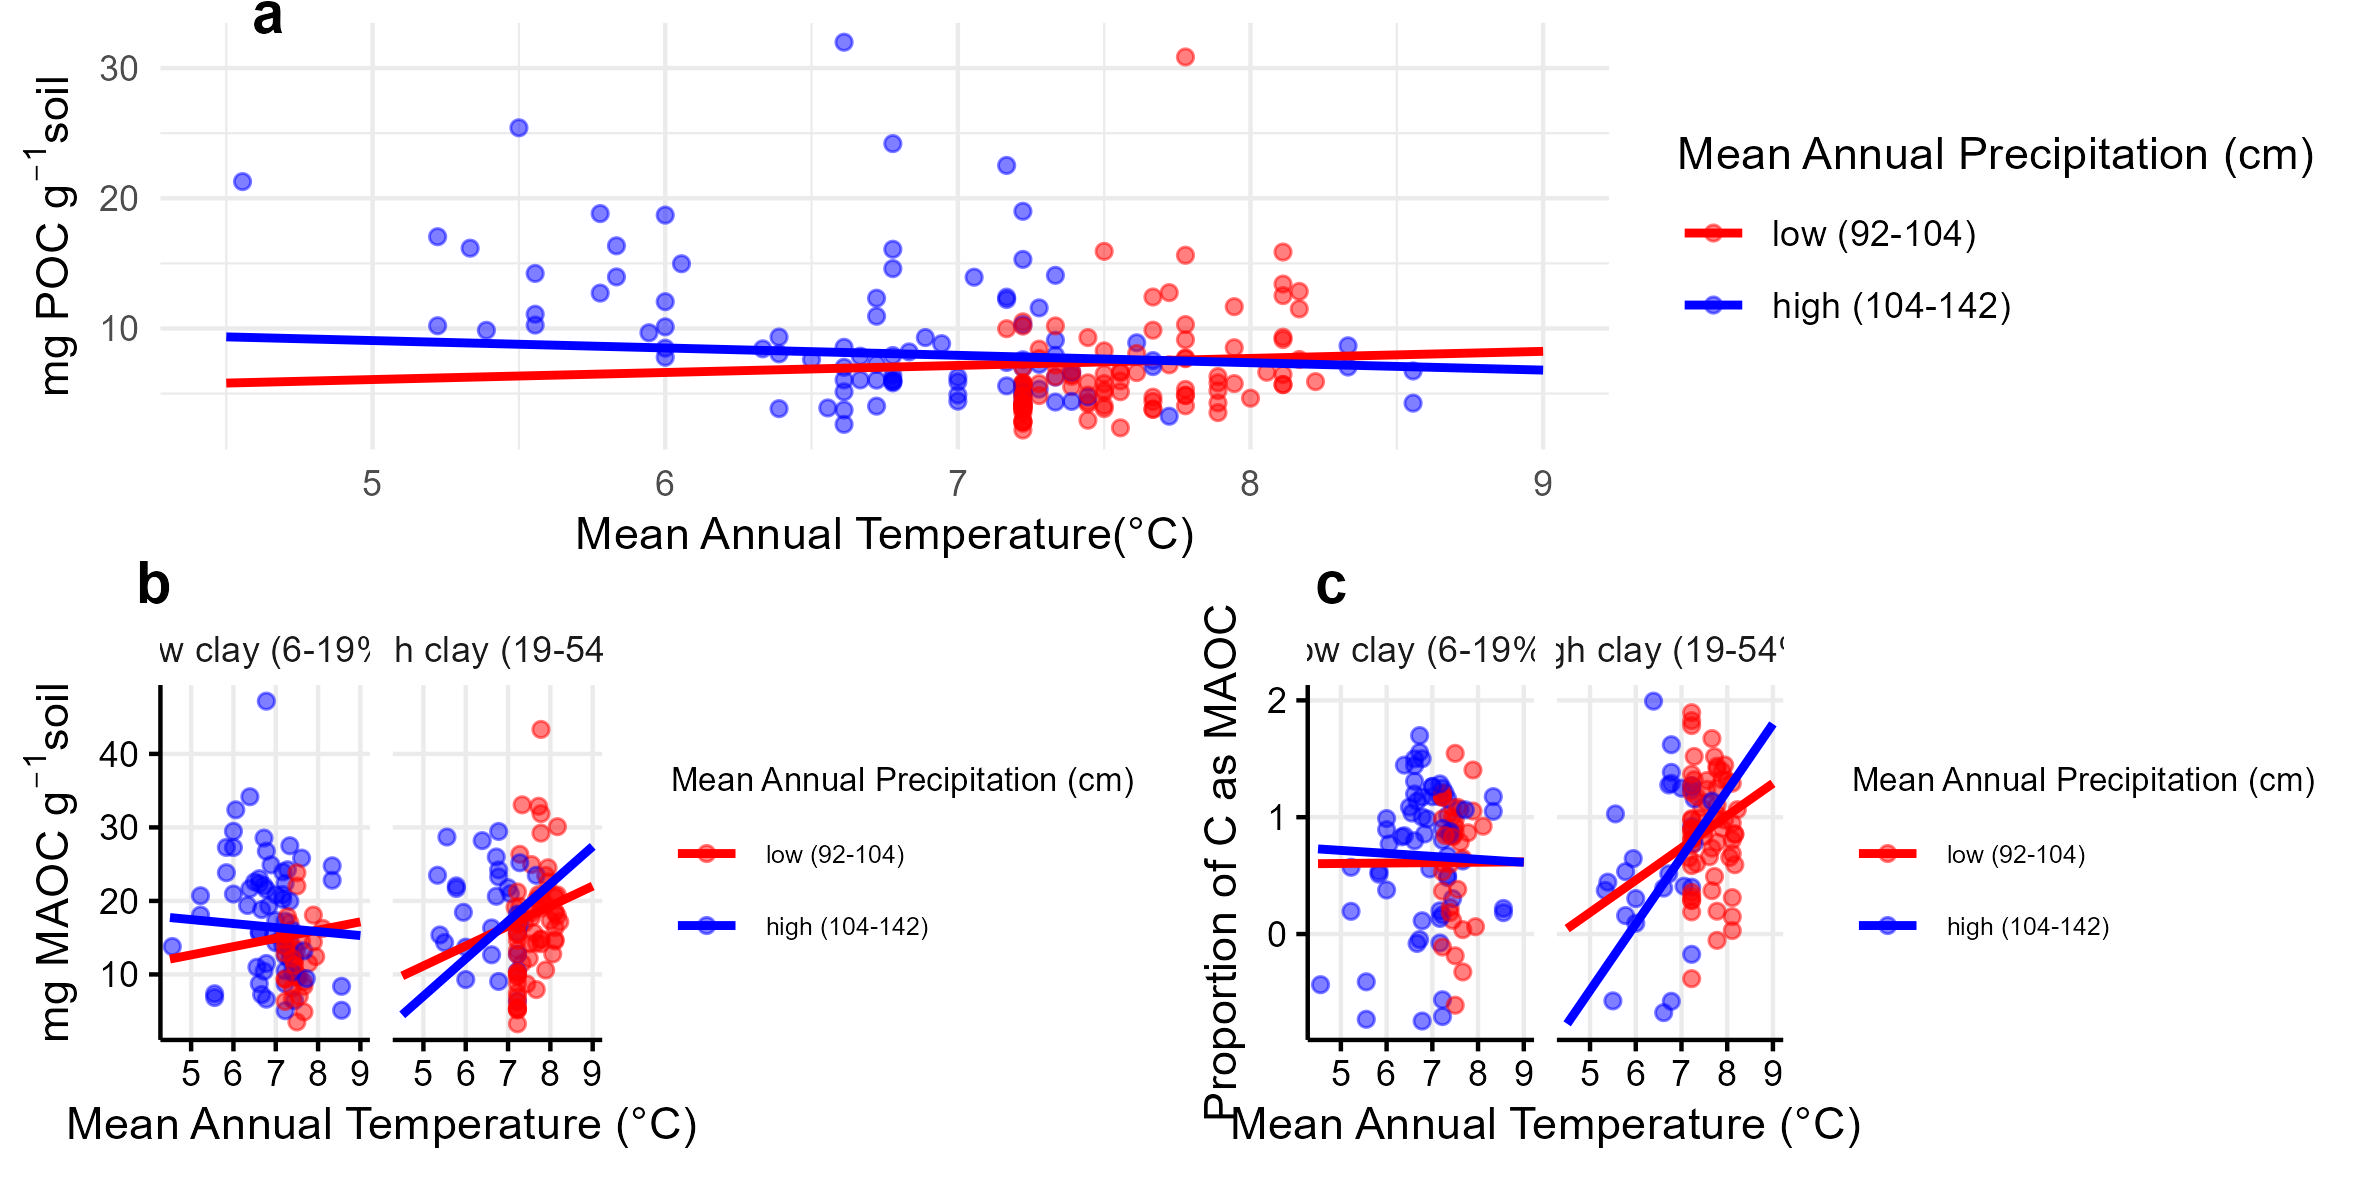 a
mg POC g⁻¹soil
30
20
10
5 6 7 8 9
Mean Annual Temperature(°C)
Mean Annual Precipitation (cm)
low (92-104)
high (104-142)
b
w clay (6-19%
h clay (19-54
mg MAOC g⁻¹soil
40
30
20
10
5 6 7 8 9
5 6 7 8 9
Mean Annual Temperature (°C)
Mean Annual Precipitation (cm)
low (92-104)
high (104-142)
c
ow clay (6-19%
gh clay (19-54%
Proportion of C as MAOC
2
1
0
5 6 7 8 9
5 6 7 8 9
Mean Annual Temperature (°C)
Mean Annual Precipitation (cm)
low (92-104)
high (104-142)